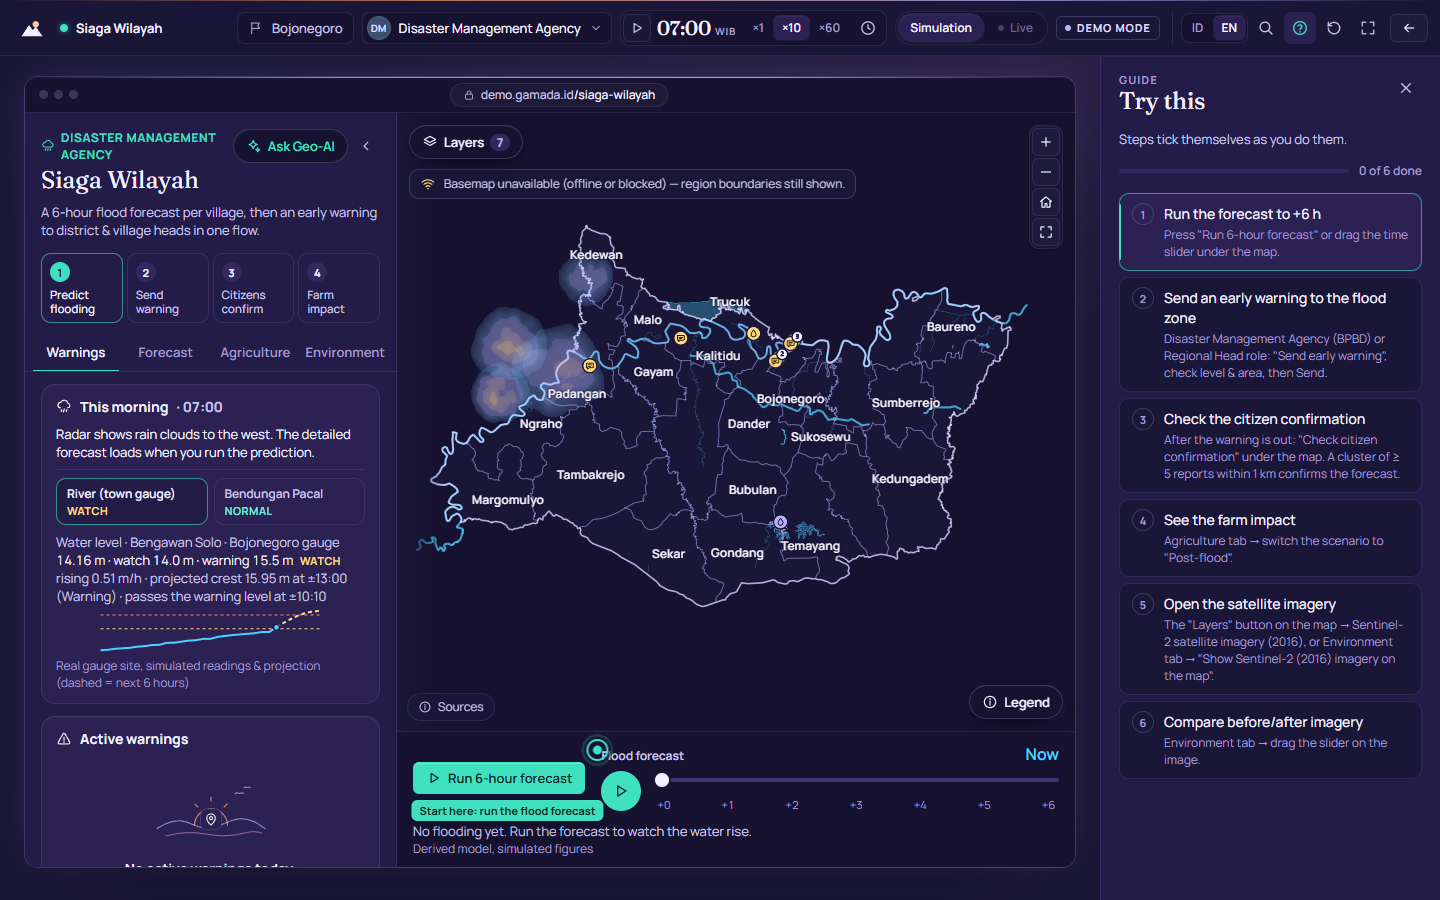 Siaga Wilayah
Bojonegoro
DM Disaster Management Agency
07:00 WIB
×1 ×10 ×60
Simulation
Live
DEMO MODE
ID EN
demo.gamada.id/siaga-wilayah
DISASTER MANAGEMENT
AGENCY
Ask Geo-AI
Siaga Wilayah
A 6-hour flood forecast per village, then an early warning
to district & village heads in one flow.
1 Predict
flooding
2 Send
warning
3 Citizens
confirm
4 Farm
impact
Warnings Forecast Agriculture Environment
This morning · 07:00
Radar shows rain clouds to the west. The detailed
forecast loads when you run the prediction.
River (town gauge)
WATCH
Bendungan Pacal
NORMAL
Water level · Bengawan Solo · Bojonegoro gauge
14.16 m · watch 14.0 m · warning 15.5 m WATCH
rising 0.51 m/h · projected crest 15.95 m at ±13:00
(Warning) · passes the warning level at ±10:10
Real gauge site, simulated readings & projection
(dashed = next 6 hours)
Active warnings
Layers 7
Basemap unavailable (offline or blocked) — region boundaries still shown.
Kedewan
Trucuk
Malo
Baureno
3
2
Kalitidu
Gayam
Padangan
Bojonegoro
Sumberrejo
Ngraho
Dander
Sukosewu
Tambakrejo
Kedungadem
Bubulan
Margomulyo
Temayang
Sekar
Gondang
Sources
Legend
Run 6-hour forecast
Start here: run the flood forecast
Flood forecast
Now
+0 +1 +2 +3 +4 +5 +6
No flooding yet. Run the forecast to watch the water rise.
Derived model, simulated figures
GUIDE
Try this
Steps tick themselves as you do them.
0 of 6 done
1 Run the forecast to +6 h
Press "Run 6-hour forecast" or drag the time
slider under the map.
2 Send an early warning to the flood
zone
Disaster Management Agency (BPBD) or
Regional Head role: "Send early warning",
check level & area, then Send.
3 Check the citizen confirmation
After the warning is out: "Check citizen
confirmation" under the map. A cluster of ≥
5 reports within 1 km confirms the forecast.
4 See the farm impact
Agriculture tab → switch the scenario to
"Post-flood".
5 Open the satellite imagery
The "Layers" button on the map → Sentinel-
2 satellite imagery (2016), or Environment
tab → "Show Sentinel-2 (2016) imagery on
the map".
6 Compare before/after imagery
Environment tab → drag the slider on the
image.